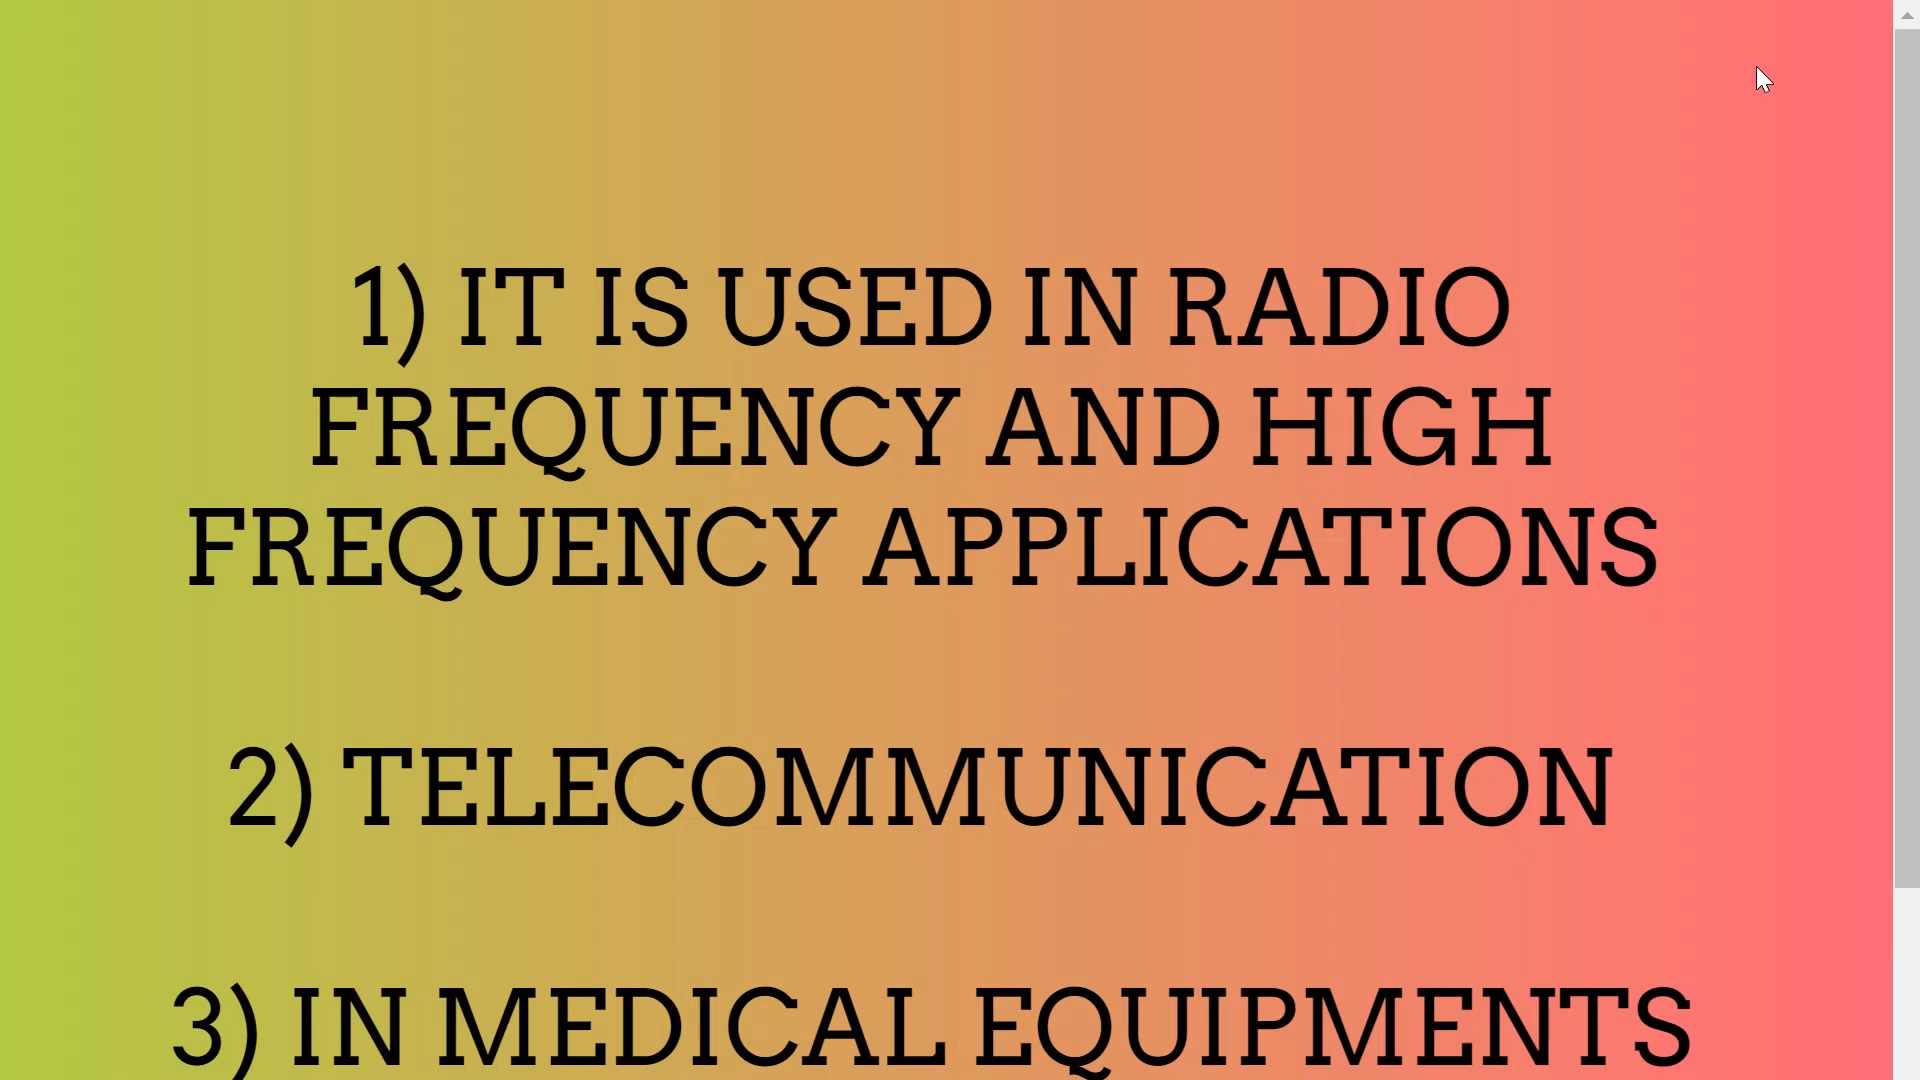 1) IT IS USED IN RADIO
FREQUENCY AND HIGH
FREQUENCY APPLICATIONS
2) TELECOMMUNICATION
3) IN MEDICAL EQUIPMENTS